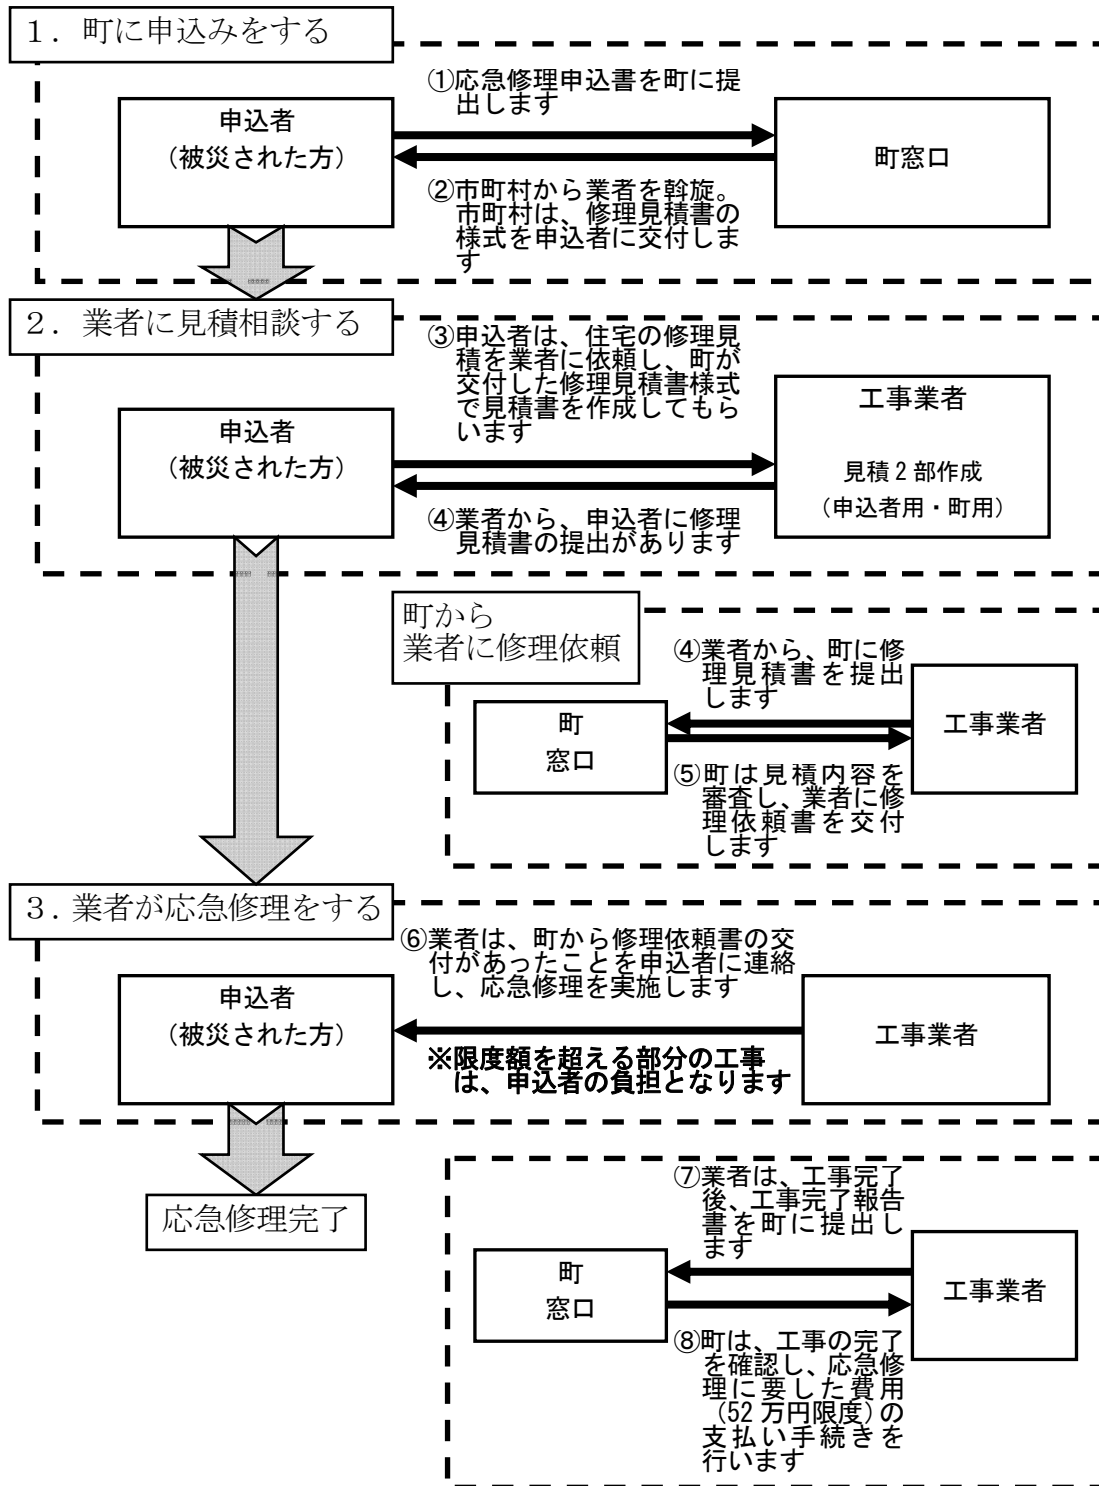 １．町に申込みをする
①応急修理申込書を町に提
出します
申込者
（被災された方）
町窓口
②市町村から業者を斡旋。
市町村は、修理見積書の
様式を申込者に交付しま
す
２．業者に見積相談する
③申込者は、住宅の修理見
積を業者に依頼し、町が
交付した修理見積書様式
で見積書を作成してもら
います
申込者
（被災された方）
工事業者
見積２部作成
（申込者用・町用）
④業者から、申込者に修理
見積書の提出があります
町から
業者に修理依頼
④業者から、町に修
理見積書を提出
します
町
窓口
工事業者
⑤町は見積内容を
審査し、業者に修
理依頼書を交付
します
３．業者が応急修理をする
⑥業者は、町から修理依頼書の交
付があったことを申込者に連絡
し、応急修理を実施します
申込者
（被災された方）
工事業者
※限度額を超える部分の工事
は、申込者の負担となります
応急修理完了
⑦業者は、工事完了
後、工事完了報告
書を町に提出し
ます
町
窓口
工事業者
⑧町は、工事の完了
を確認し、応急修
理に要した費用
（52 万円限度）の
支払い手続きを
行います